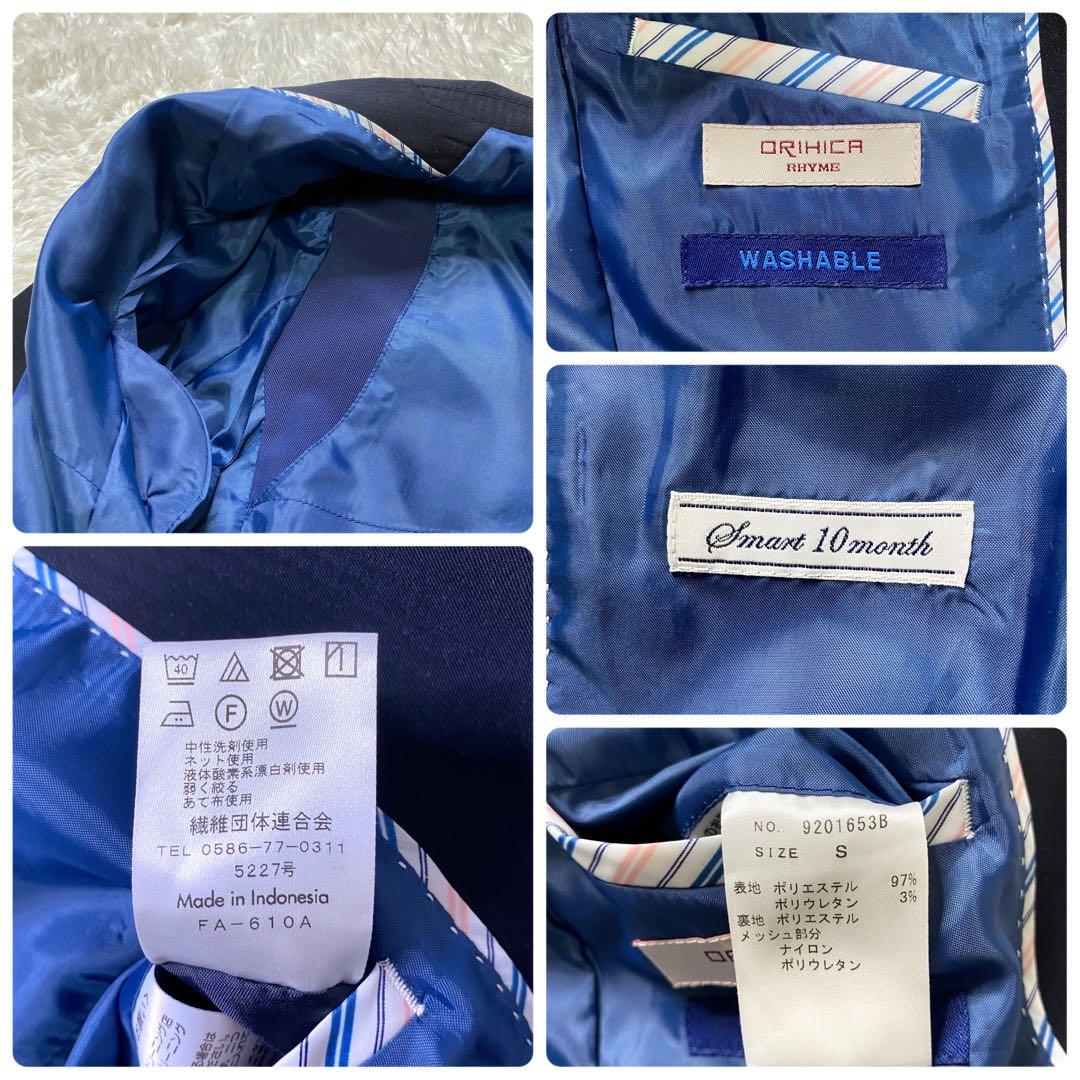 ORIHICA
RHYME
WASHABLE
Smart 10 month
40
F
W
中性洗剤使用
ネット使用
液体酸素系漂白剤使用
弱く絞る
あて布使用
繊維団体連合会
TEL 0586-77-0311
5227号
Made in Indonesia
FA-610A
NO. 9201653B
SIZE S
表地 ポリエステル 97%
ポリウレタン 3%
裏地 ポリエステル
メッシュ部分
ナイロン
ポリウレタン